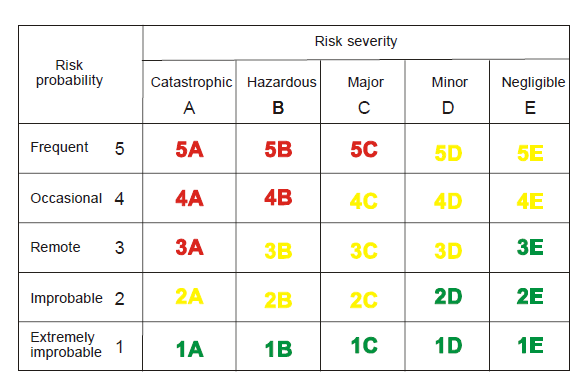 Risk severity
Risk
probability
Catastrophic Hazardous Major Minor Negligible
A B C D E
Frequent 5 5A 5B 5C 5D 5E
Occasional 4 4A 4B 4C 4D 4E
Remote 3 3A 3B 3C 3D 3E
Improbable 2 2A 2B 2C 2D 2E
Extremely
improbable 1 1A 1B 1C 1D 1E